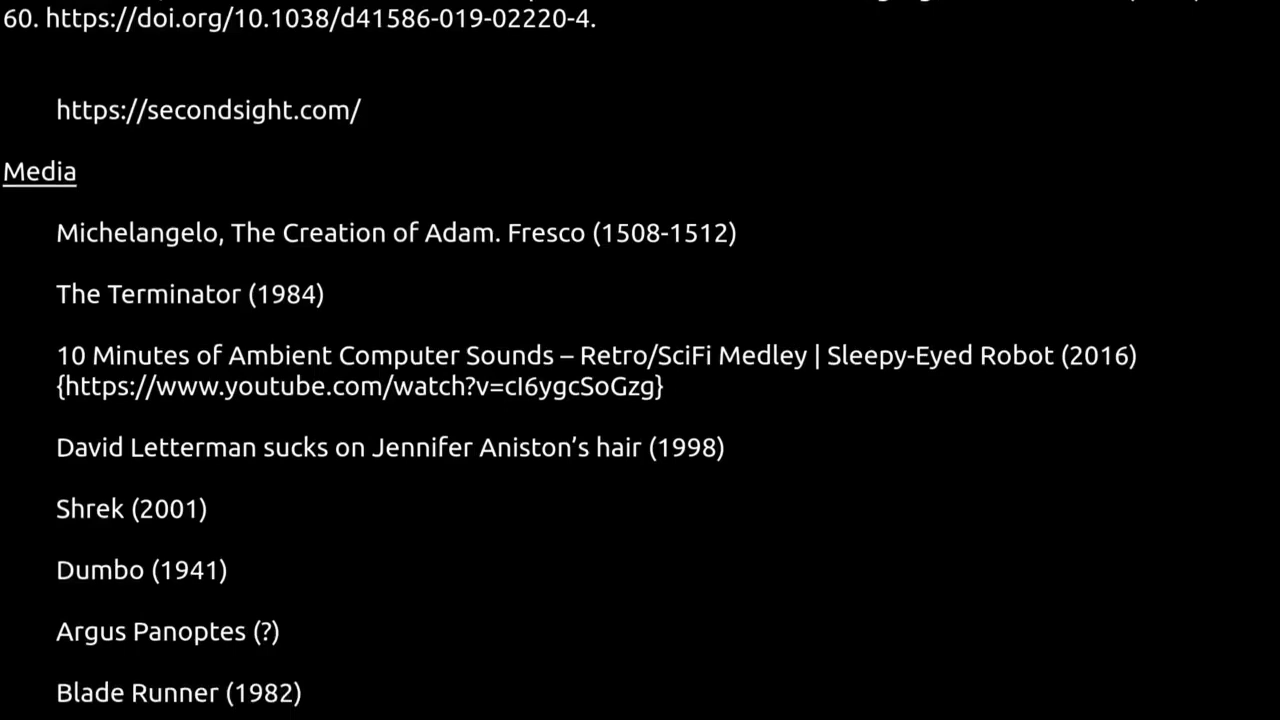 60. https://doi.org/10.1038/d41586-019-02220-4.
https://secondsight.com/
Media
Michelangelo, The Creation of Adam. Fresco (1508-1512)
The Terminator (1984)
10 Minutes of Ambient Computer Sounds – Retro/SciFi Medley | Sleepy-Eyed Robot (2016)
{https://www.youtube.com/watch?v=cI6ygcSoGzg}
David Letterman sucks on Jennifer Aniston’s hair (1998)
Shrek (2001)
Dumbo (1941)
Argus Panoptes (?)
Blade Runner (1982)